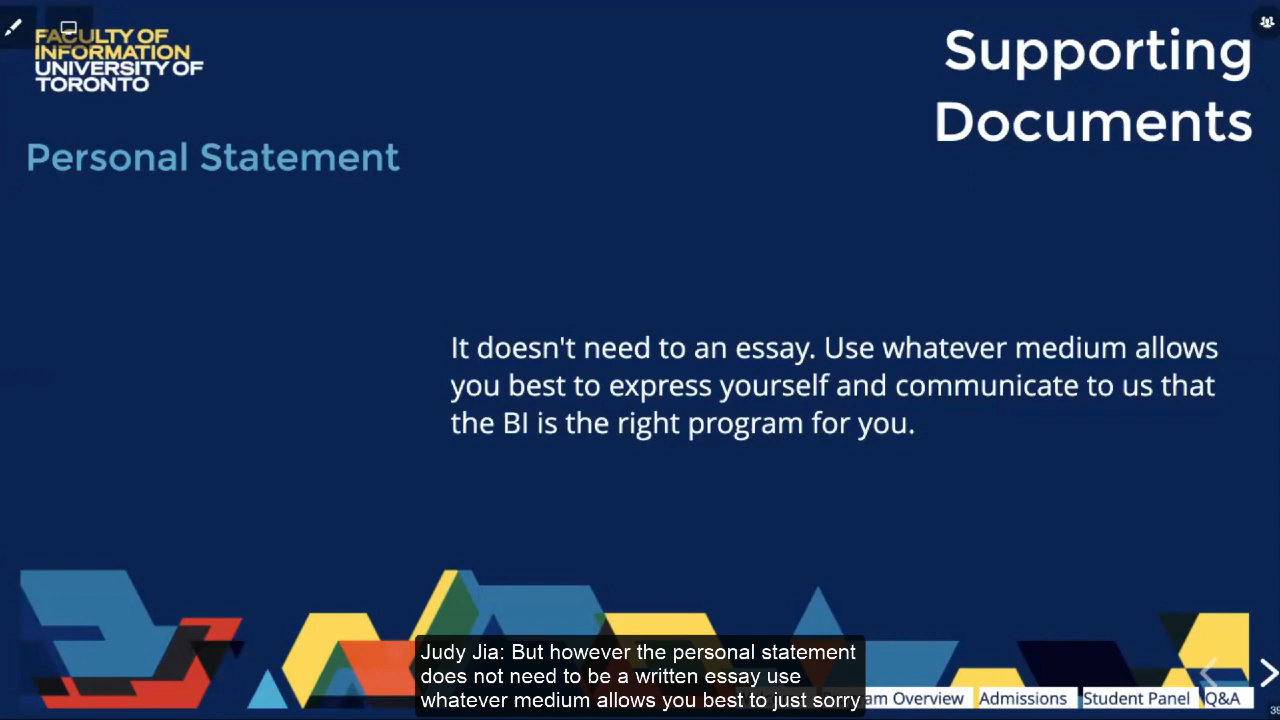 FACULTY OF
INFORMATION
UNIVERSITY OF
TORONTO
Supporting
Documents
Personal Statement
It doesn't need to an essay. Use whatever medium allows
you best to express yourself and communicate to us that
the BI is the right program for you.
Judy Jia: But however the personal statement
does not need to be a written essay use
whatever medium allows you best to just sorry
am Overview Admissions Student Panel Q&A